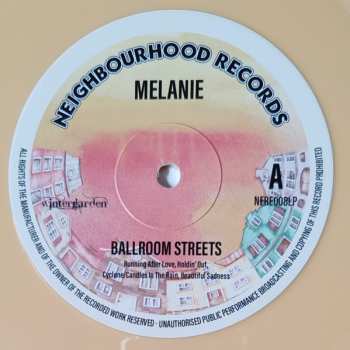 NEIGHBOURHOOD RECORDS
MELANIE
wintergarden
A
NFRE008LP
BALLROOM STREETS
Running After Love, Holdin' Out,
Cyclone/Candles In The Rain, Beautiful Sadness
ALL RIGHTS OF THE MANUFACTURER AND OF THE OWNER OF THE RECORDED WORK RESERVED - UNAUTHORISED PUBLIC PERFORMANCE BROADCASTING AND COPYING OF THIS RECORD PROHIBITED